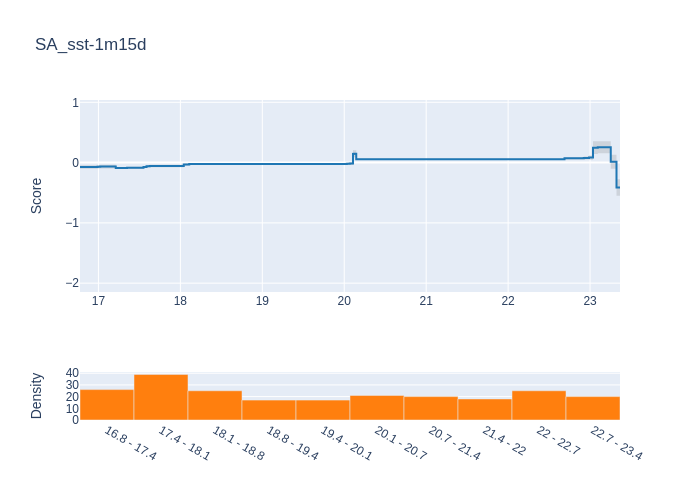 SA_sst-1m15d
1
0
−1
−2
Score
17 18 19 20 21 22 23
40
30
20
10
0
Density
16.8 - 17.4
17.4 - 18.1
18.1 - 18.8
18.8 - 19.4
19.4 - 20.1
20.1 - 20.7
20.7 - 21.4
21.4 - 22
22 - 22.7
22.7 - 23.4